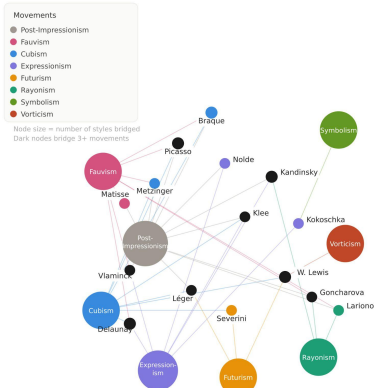 Movements
Post-Impressionism
Fauvism
Cubism
Expressionism
Futurism
Rayonism
Symbolism
Vorticism
Node size = number of styles bridged
Dark nodes bridge 3+ movements
Braque
Symbolism
Picasso
Nolde
Fauvism
Kandinsky
Metzinger
Matisse
Klee
Kokoschka
Post-
Impressionism
Vorticism
Vlaminck
W. Lewis
Léger
Goncharova
Lariono
Cubism
Severini
Delaunay
Rayonism
Expression-
ism
Futurism